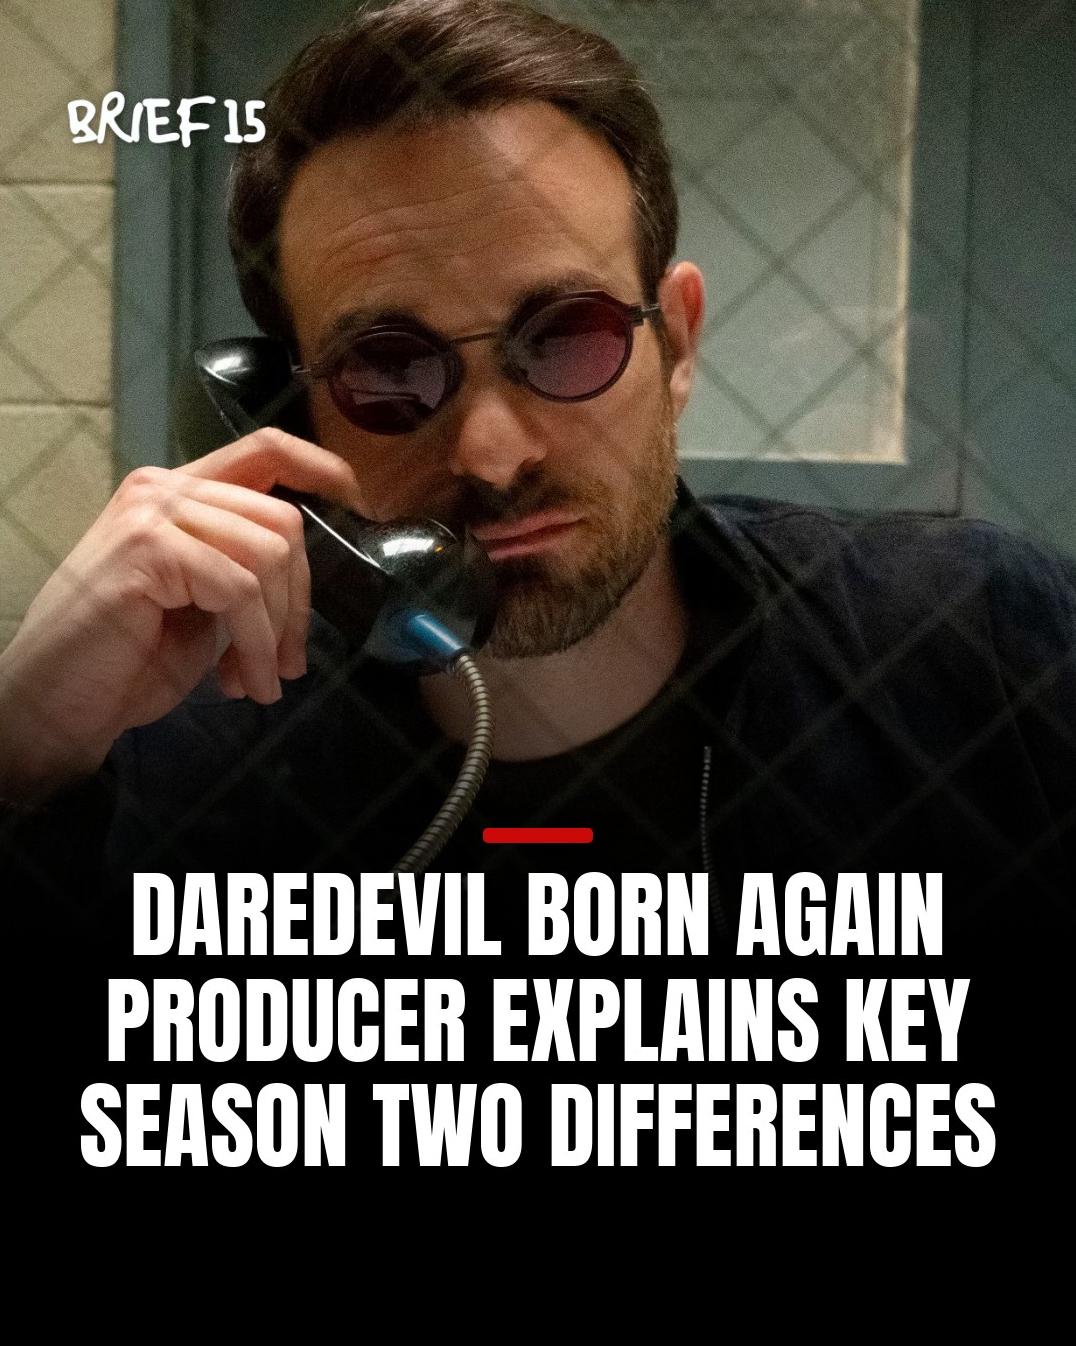 BRIEF 15
DAREDEVIL BORN AGAIN
PRODUCER EXPLAINS KEY
SEASON TWO DIFFERENCES